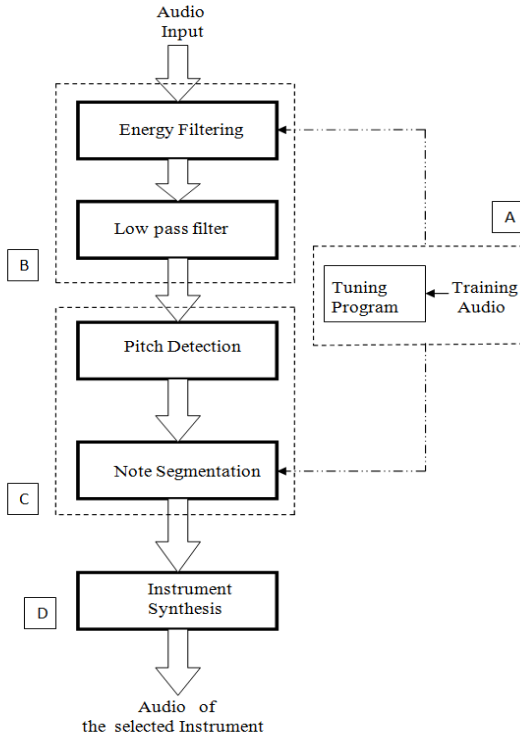 Audio
Input
Energy Filtering
A
Low pass filter
B
Tuning
Program
Training
Audio
Pitch Detection
Note Segmentation
C
Instrument
Synthesis
D
Audio of
the selected Instrument